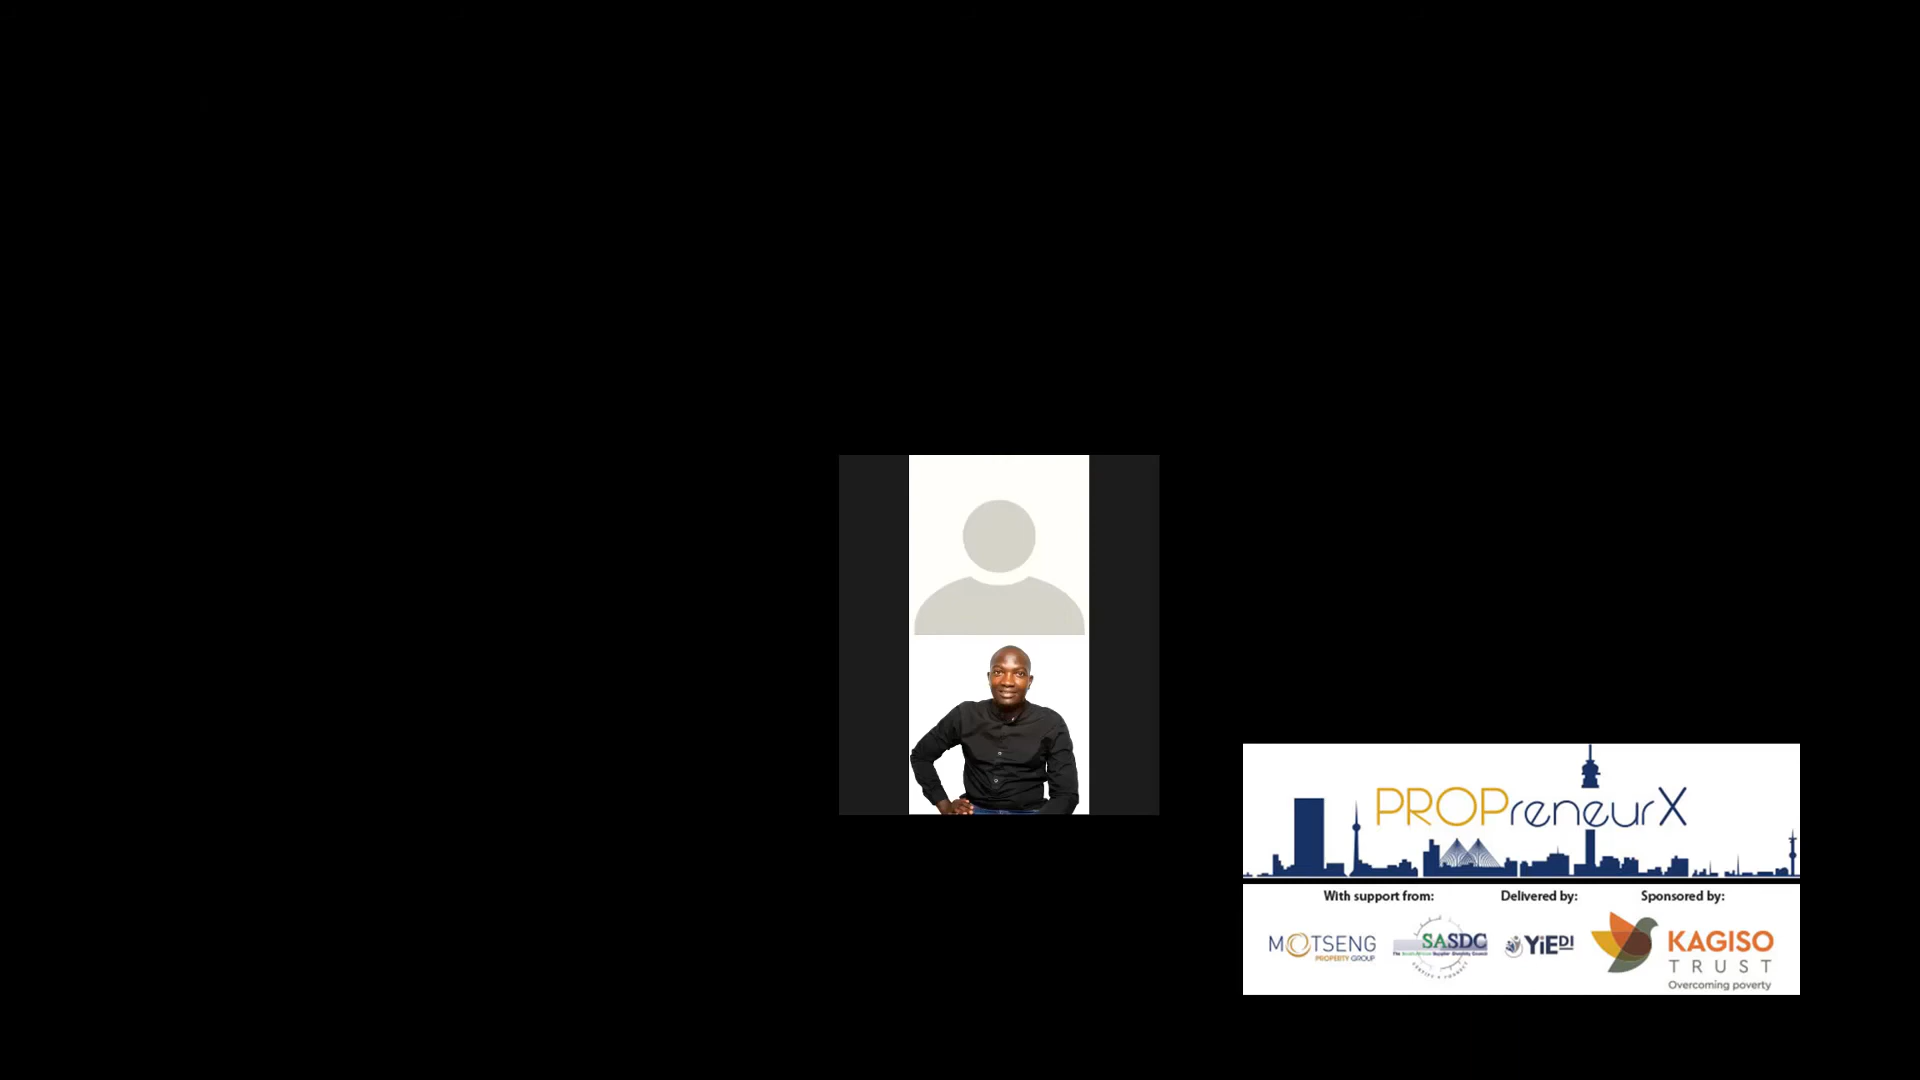 PROPreneurX
With support from:
Delivered by:
Sponsored by:
MOTSENG
PROPERTY GROUP
SASDC
YiEDI
KAGISO
TRUST
Overcoming poverty